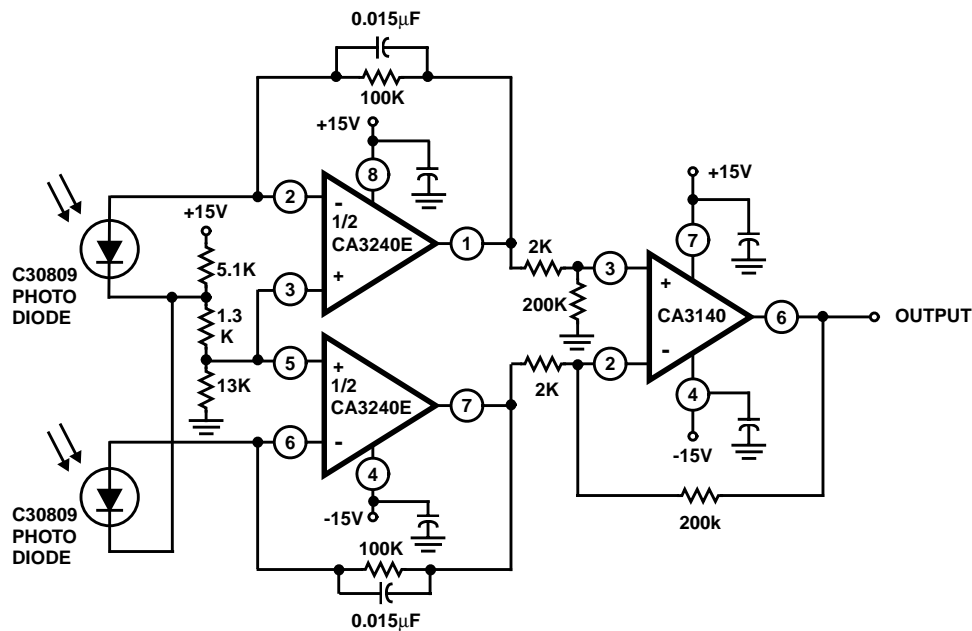 0.015μF
100K
+15V
8
2
-
1/2
CA3240E
1
+15V
5.1K
C30809
PHOTO
DIODE
+
3
1.3
K
2K
3
200K
+15V
7
+
CA3140
6
OUTPUT
5
+
1/2
CA3240E
7
13K
2K
2
-
6
-
4
-15V
4
-15V
200k
C30809
PHOTO
DIODE
100K
0.015μF